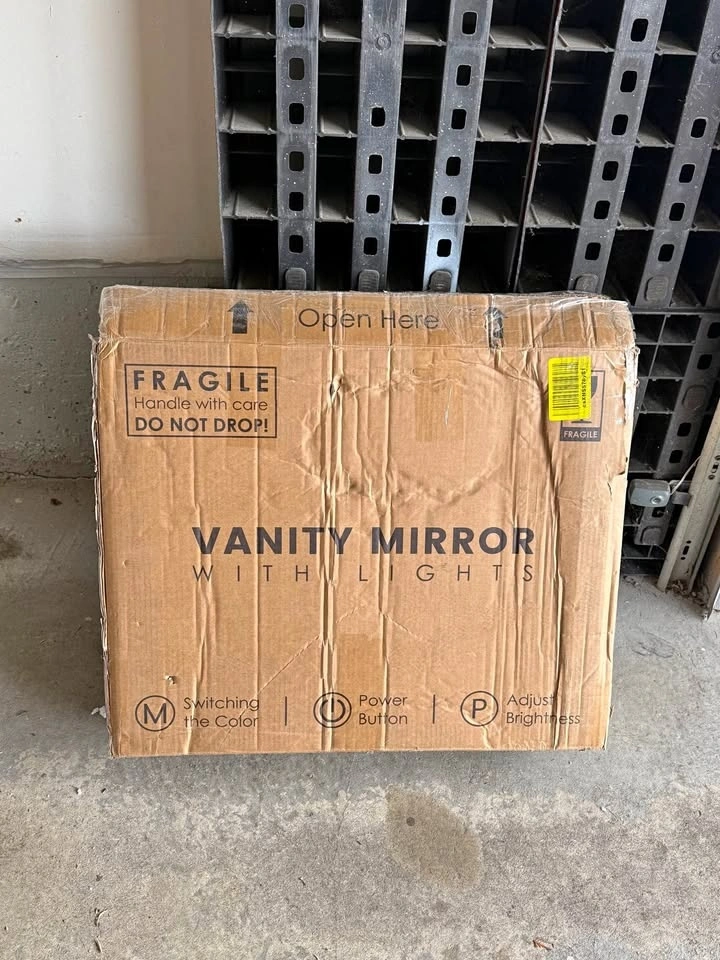 Open Here
FRAGILE
Handle with care
DO NOT DROP!
FRAGILE
VANITY MIRROR
WITH LIGHTS
M
Switching
the Color
Power
Button
P
Adjust
Brightness